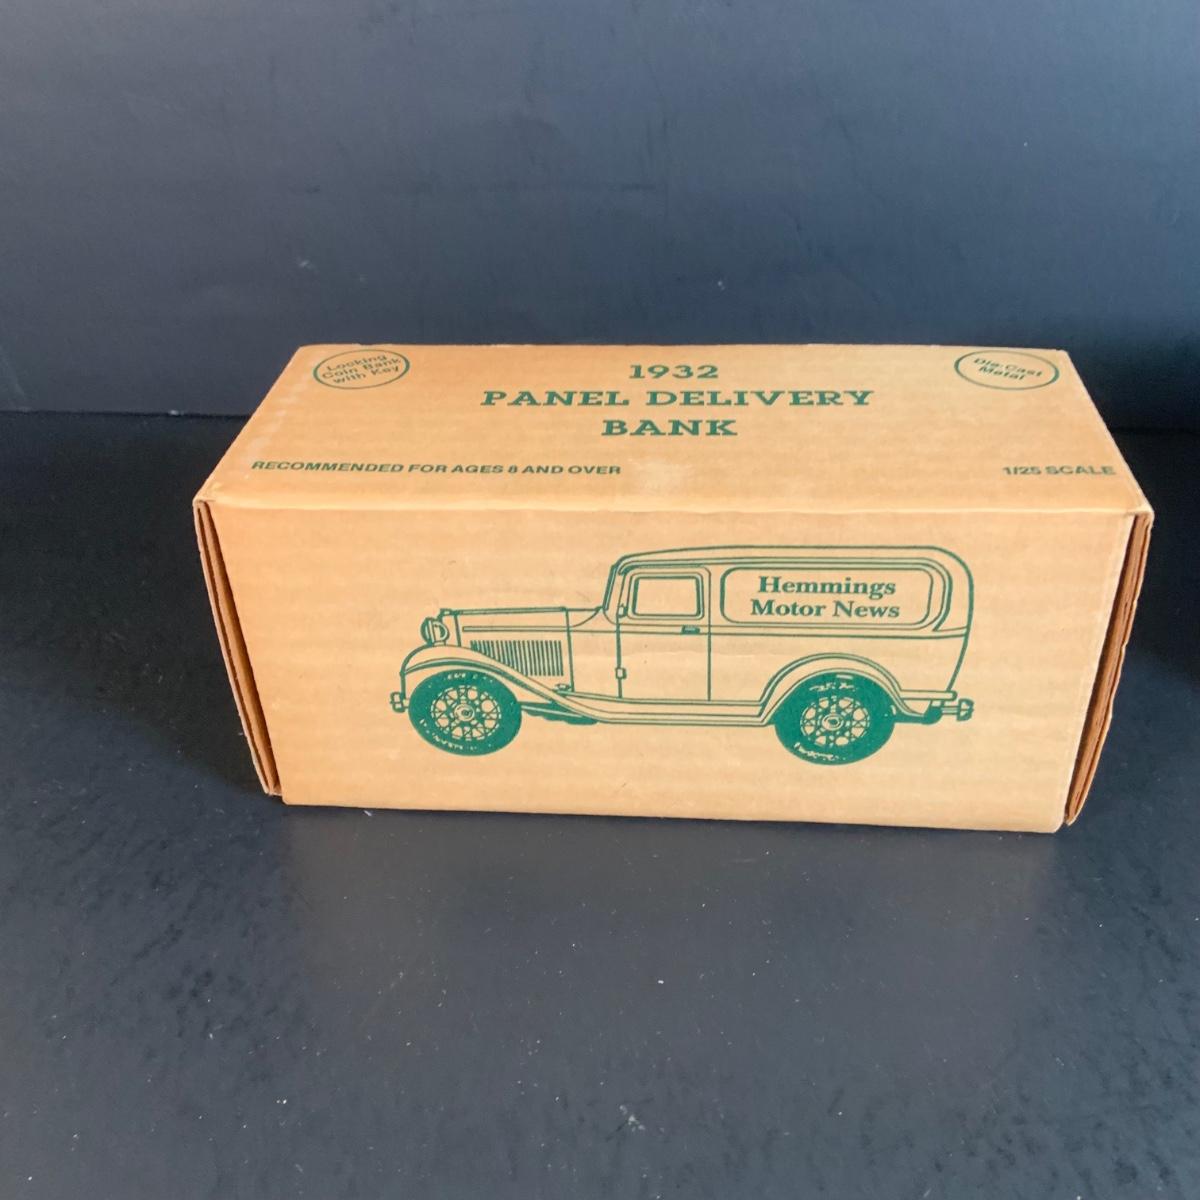 Locking
Coin Bank
with Key
1932
PANEL DELIVERY
BANK
Die-Cast
Metal
RECOMMENDED FOR AGES 8 AND OVER
1/25 SCALE
Hemmings
Motor News